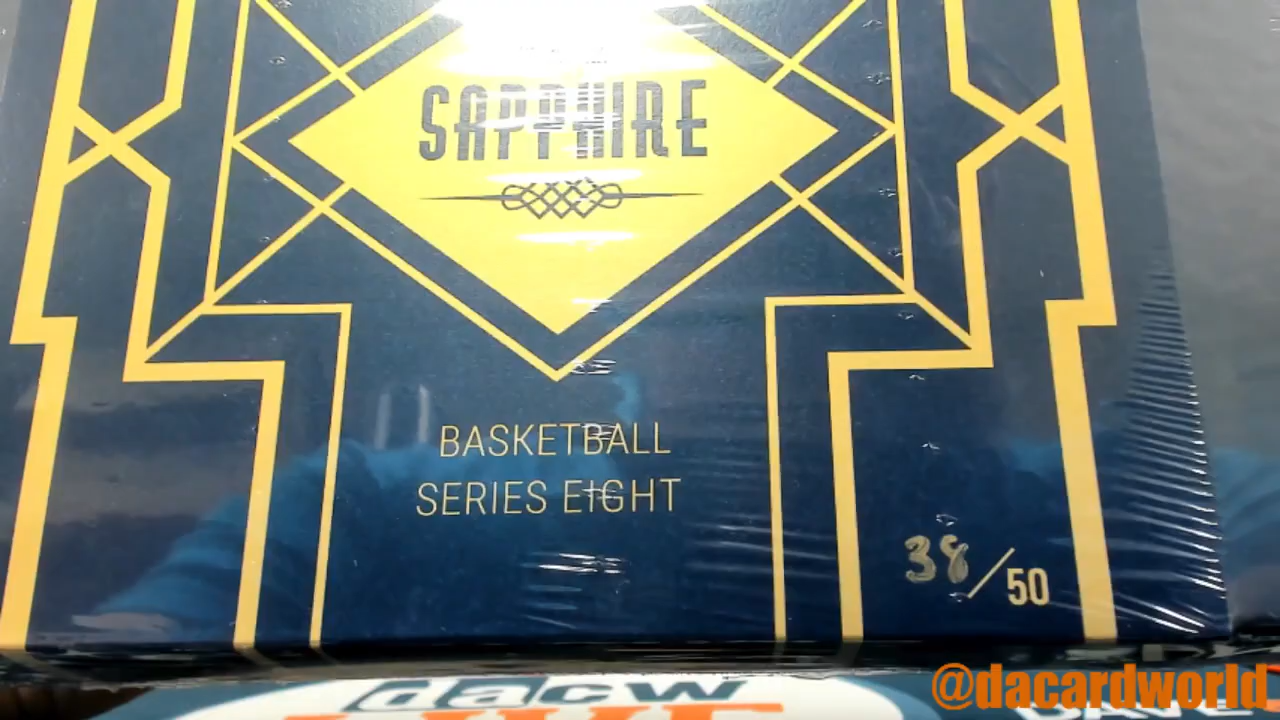 SAPPHIRE
BASKETBALL
SERIES EIGHT
38/50
dacw
@dacardworld